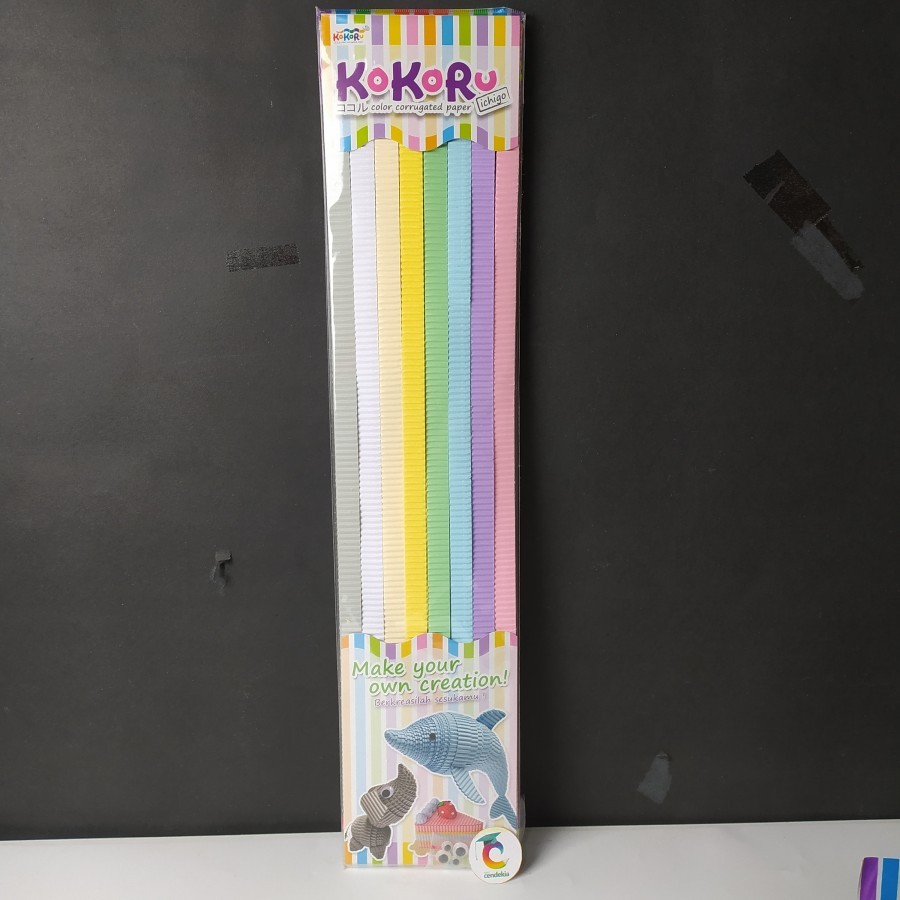 KoKoRu
KoKoRu
ココル color corrugated paper
ichigo
Make your
own creation!
Berkreasilah sesukamu!
cendekia